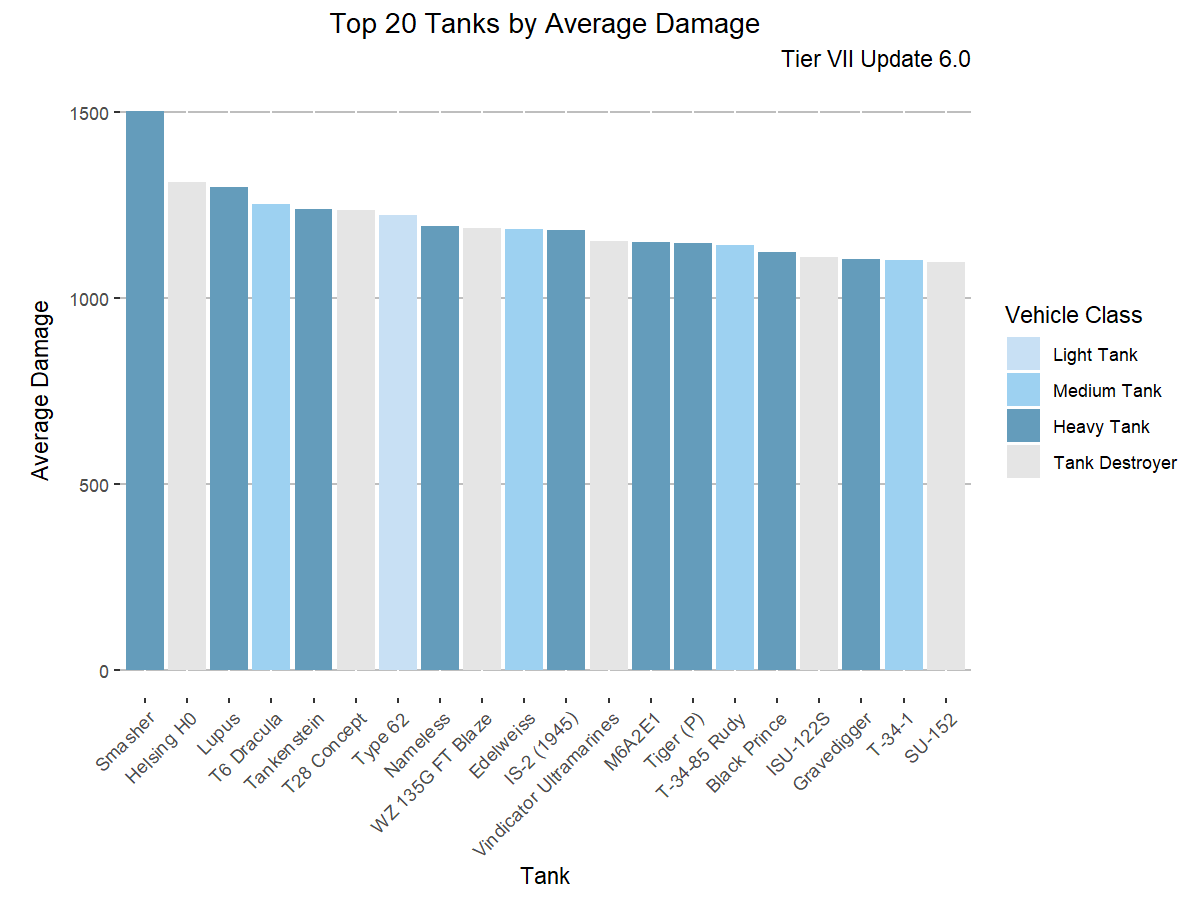 Top 20 Tanks by Average Damage
Tier VII Update 6.0
1500
1000
500
0
Average Damage
Smasher
Helsing H0
Lupus
T6 Dracula
Tankenstein
T28 Concept
Type 62
Nameless
WZ 135G FT Blaze
Edelweiss
IS-2 (1945)
Vindicator Ultramarines
M6A2E1
Tiger (P)
T-34-85 Rudy
Black Prince
ISU-122S
Gravedigger
T-34-1
SU-152
Tank
Vehicle Class
Light Tank
Medium Tank
Heavy Tank
Tank Destroyer